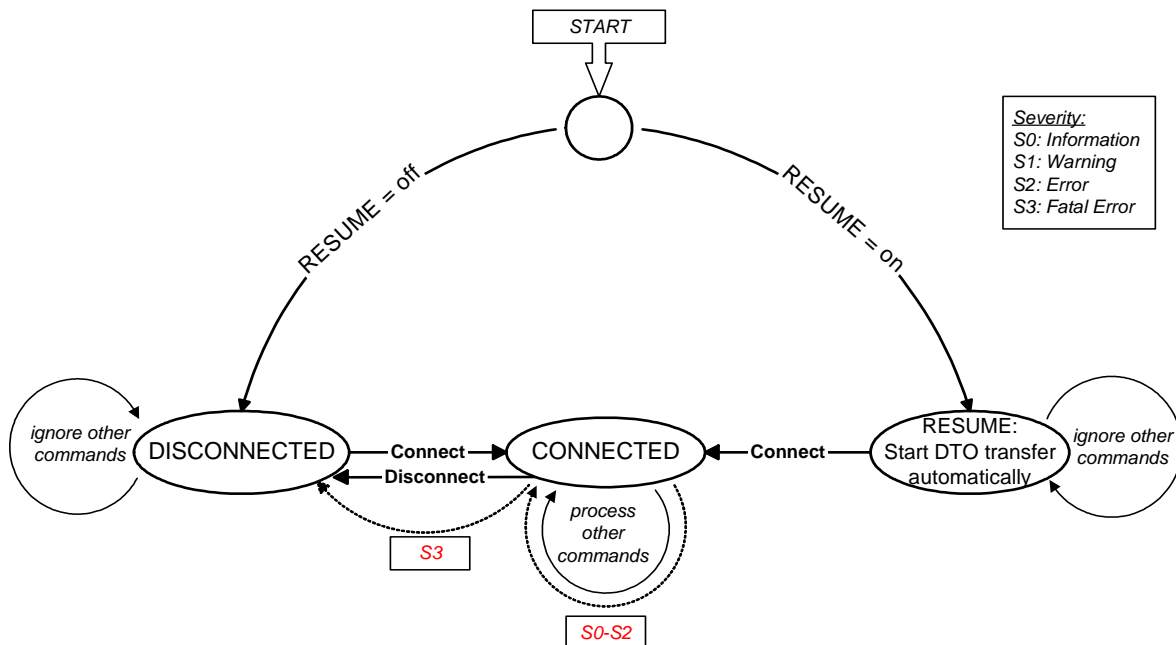 START
Severity:
S0: Information
S1: Warning
S2: Error
S3: Fatal Error
RESUME = off
RESUME = on
ignore other
commands
DISCONNECTED
Connect
Disconnect
CONNECTED
Connect
RESUME:
Start DTO transfer
automatically
ignore other
commands
process
other
commands
S3
S0-S2